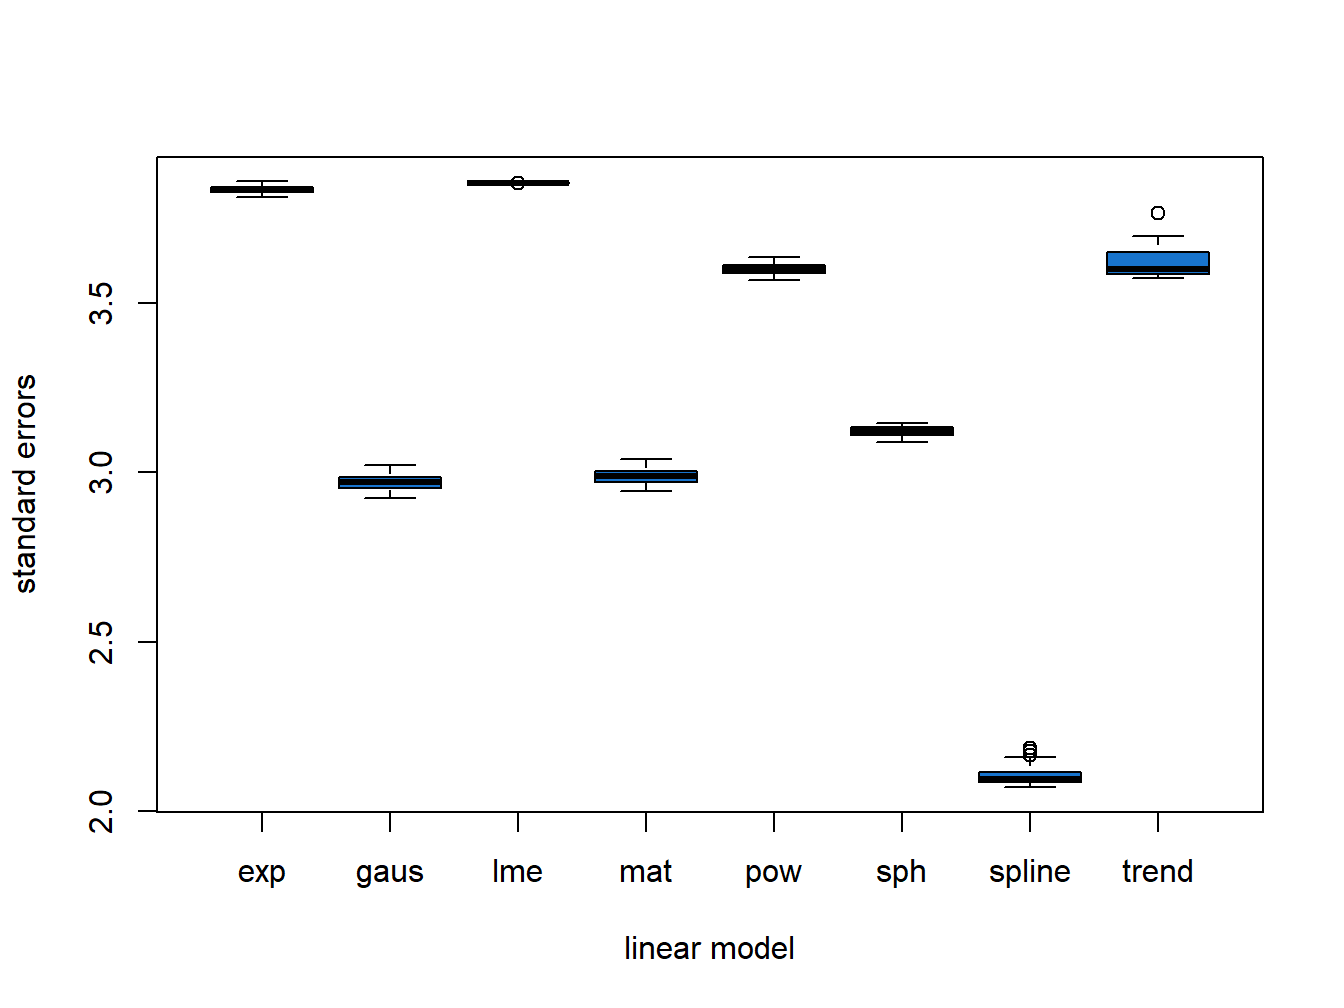 standard errors
3.5
3.0
2.5
2.0
exp gaus lme mat pow sph spline trend
linear model